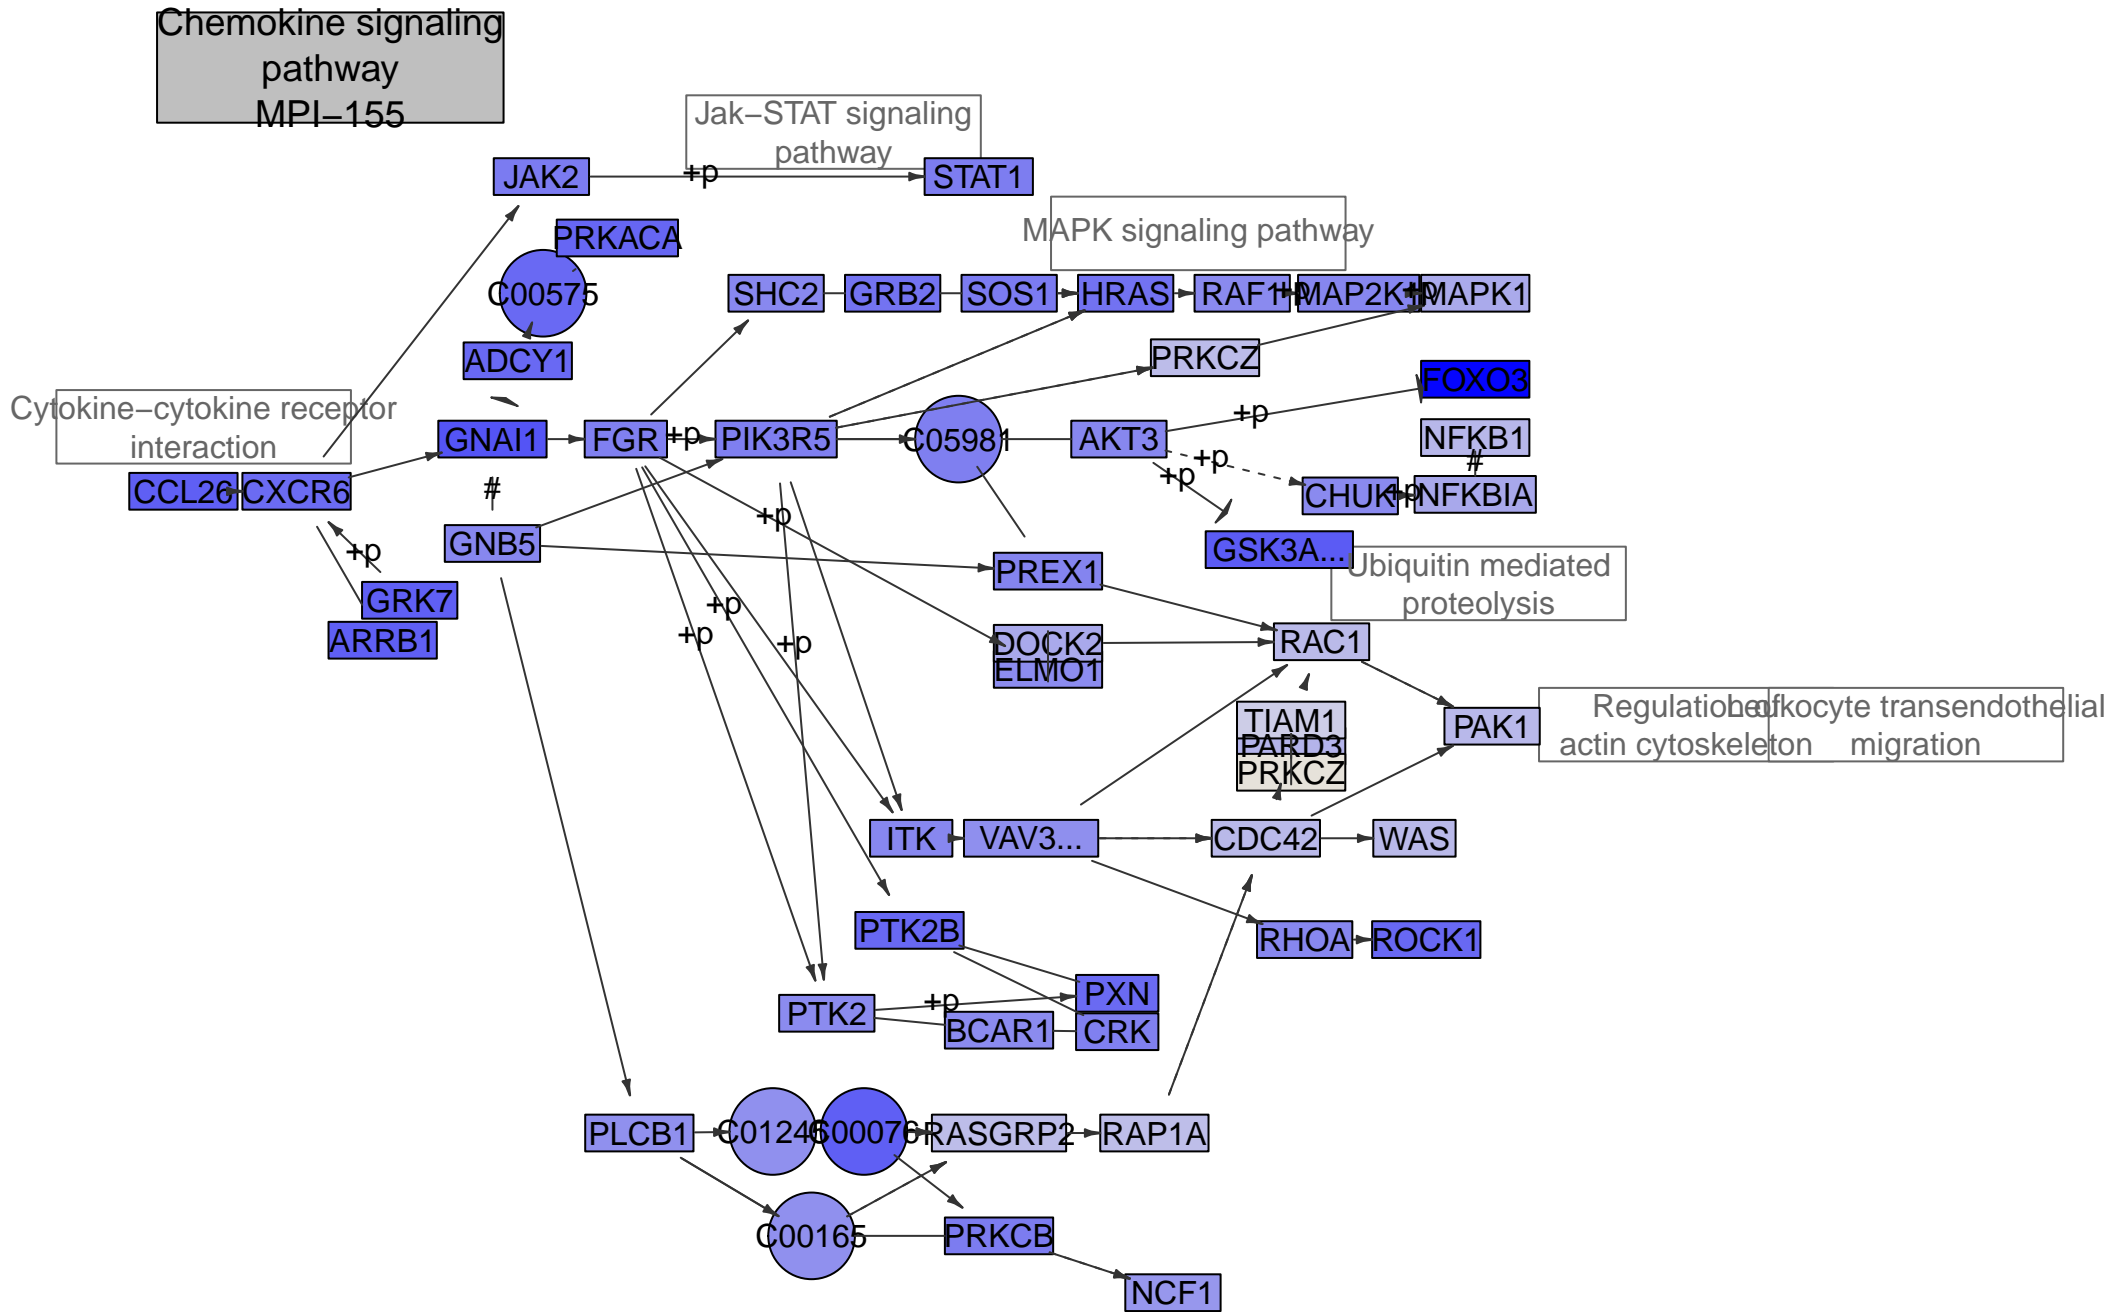 Chemokine signaling
pathway
MPI−155
Jak−STAT signaling
pathway
JAK2
+p
STAT1
PRKACA
MAPK signaling pathway
C00575
SHC2
GRB2
SOS1
HRAS
RAF1
+p
MAP2K1
+p
MAPK1
ADCY1
PRKCZ
FOXO3
Cytokine−cytokine receptor
interaction
+p
GNAI1
FGR
+p
PIK3R5
C05981
AKT3
NFKB1
+p
#
CCL26
CXCR6
#
+p
CHUK
+p
NFKBIA
+p
GNB5
+p
GSK3A...
Ubiquitin mediated
proteolysis
PREX1
GRK7
+p
ARRB1
+p
+p
DOCK2
ELMO1
RAC1
TIAM1
PARD3
PRKCZ
PAK1
Regulation of
actin cytoskeleton
Leukocyte transendothelial
migration
ITK
VAV3...
CDC42
WAS
PTK2B
RHOA
ROCK1
PTK2
+p
PXN
BCAR1
CRK
PLCB1
C01245
C00076
RASGRP2
RAP1A
C00165
PRKCB
NCF1